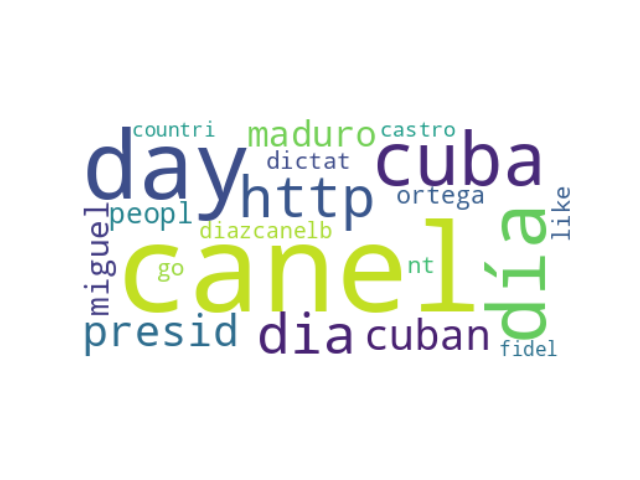 countri
castro
maduro
day
cuba
dictat
http
ortega
like
peopl
miguel
diazcanelb
día
canel
go
nt
presid
dia
cuban
fidel